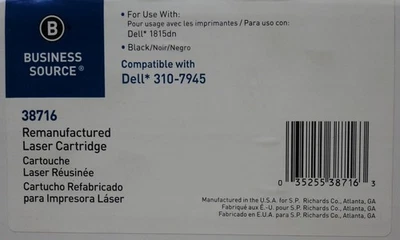 B
BUSINESS
SOURCE®
• For Use With:
Pour usage avec les imprimantes / Para uso con:
Dell* 1815dn
• Black/Noir/Negro
Compatible with
Dell* 310-7945
38716
Remanufactured
Laser Cartridge
Cartouche
Laser Réusinée
Cartucho Refabricado
para Impresora Láser
0 35255 38716 3
Manufactured in the U.S.A. for S.P. Richards Co., Atlanta, GA
Fabriqué aux É.-U. pour S.P. Richards Co., Atlanta, GA
Fabricado en E.U.A. para S.P. Richards Co., Atlanta, GA